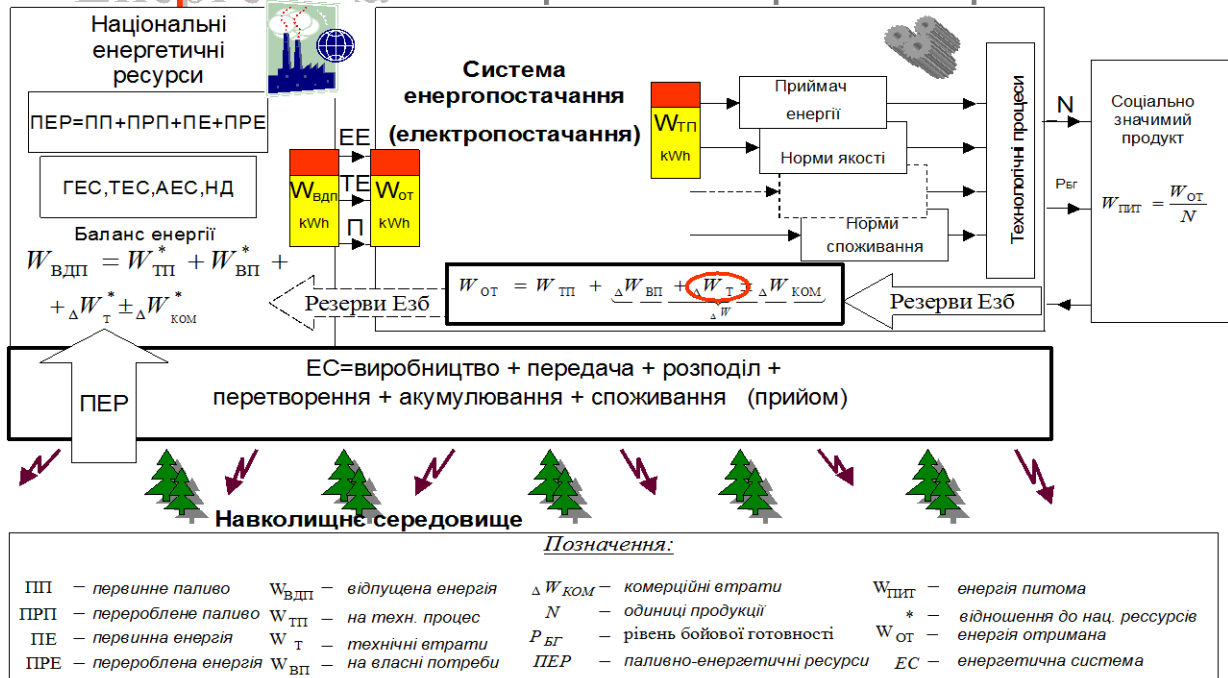 Національні
енергетичні
ресурси
ПЕР=ПП+ПРП+ПЕ+ПРЕ
ГЕС,ТЕС,АЕС,НД
Баланс енергії
W_ВДП = W*_ТП + W*_ВП +
+ ΔW*_Т ± ΔW*_КОМ
W_ВДП
kWh
ЕЕ
ТЕ
П
W_ОТ
kWh
Система
енергопостачання
(електропостачання)
W_ТП
kWh
Приймач
енергії
Норми якості
Норми
споживання
Технологічні процеси
N
P_БГ
Соціально
значимий
продукт
W_ПИТ = W_ОТ / N
Резерви Езб
W_ОТ = W_ТП + ΔW_ВП + ΔW_Т ± ΔW_КОМ
ΔW
Резерви Езб
ЕС=виробництво + передача + розподіл +
перетворення + акумулювання + споживання (прийом)
ПЕР
Навколищнє середовище
Позначення:
ПП – первинне паливо
ПРП – перероблене паливо
ПЕ – первинна енергія
ПРЕ – перероблена енергія
W_ВДП – відпущена енергія
W_ТП – на техн. процес
W_Т – технічні втрати
W_ВП – на власні потреби
ΔW_КОМ – комерційні втрати
N – одиниці продукції
P_БГ – рівень бойової готовності
ПЕР – паливно-енергетичні ресурси
W_ПИТ – енергія питома
* – відношення до нац. рессурсів
W_ОТ – енергія отримана
ЕС – енергетична система